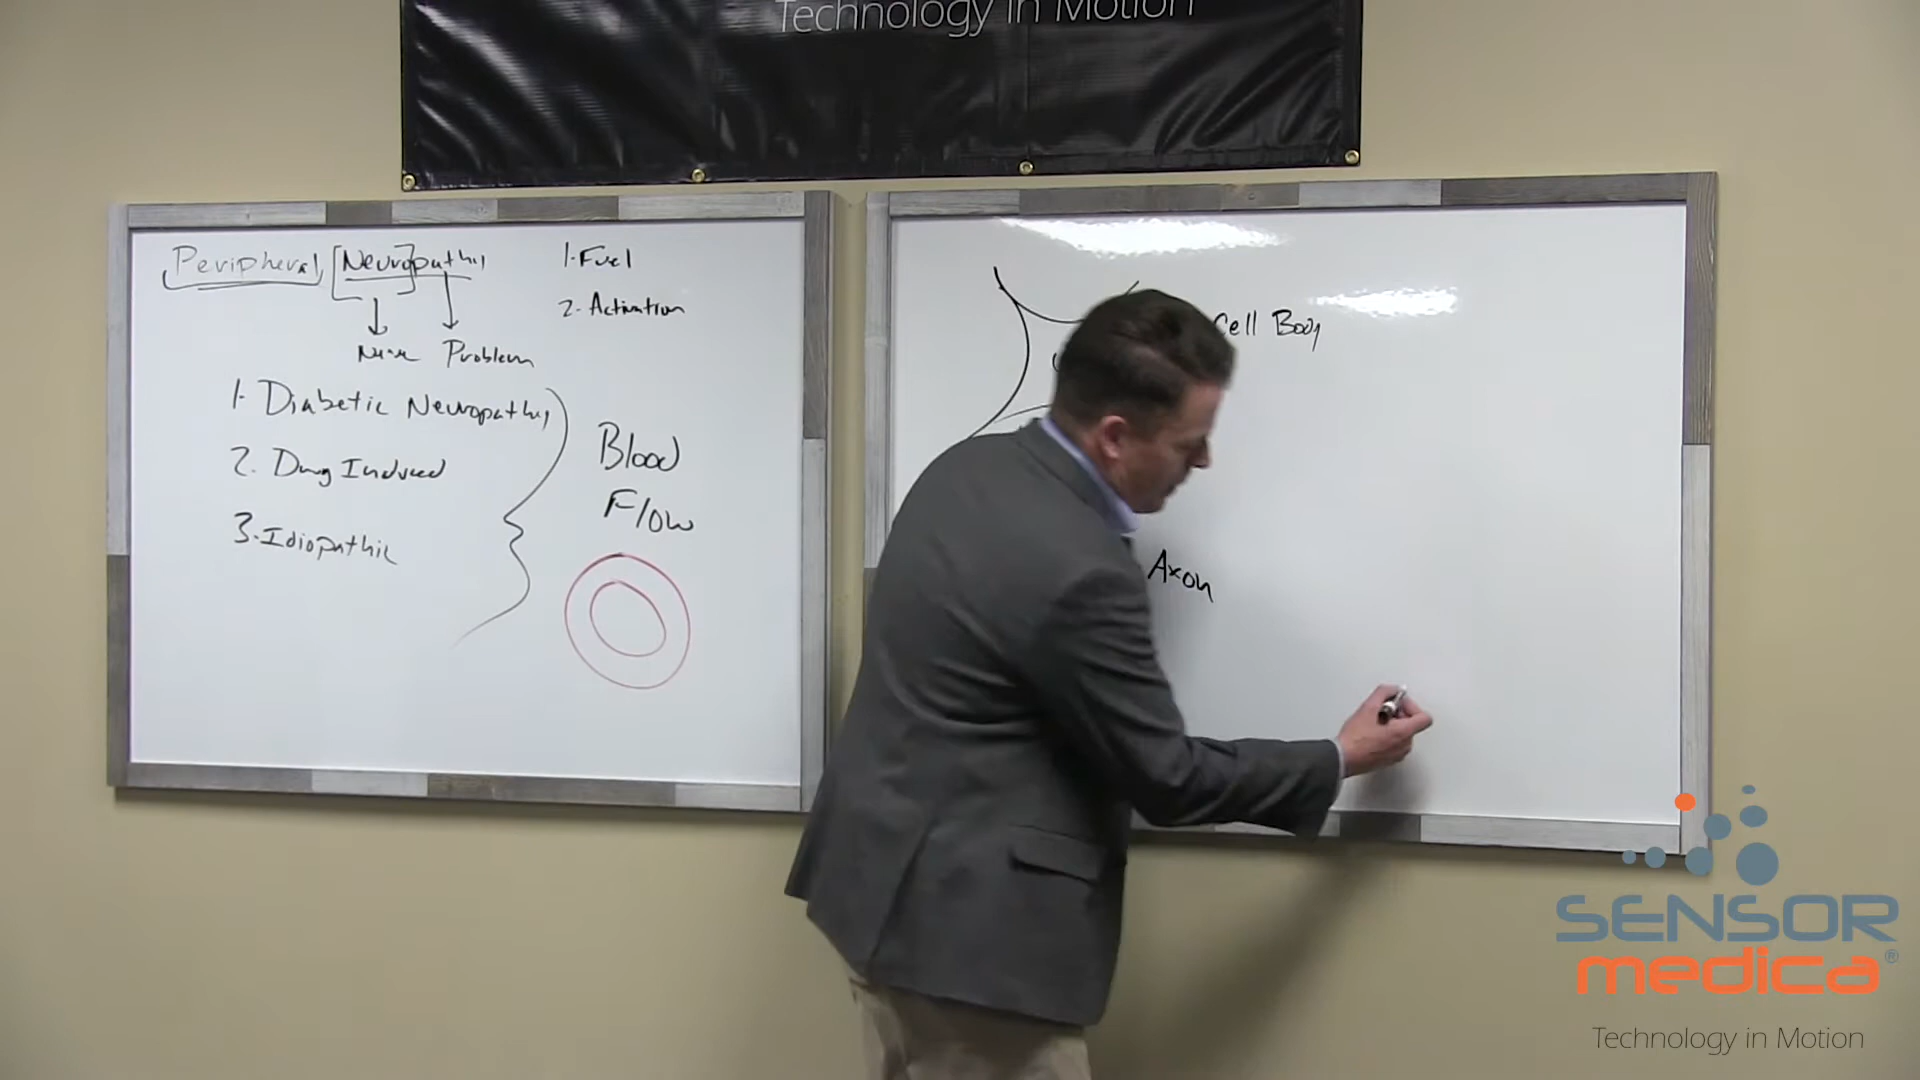 Technology in Motion
Peripheral Neuropathy
1. Fuel
2. Activation
Nerve Problem
1. Diabetic Neuropathy
2. Drug Induced
3. Idiopathic
Blood
Flow
Cell Body
Axon
SENSOR
medica®
Technology in Motion